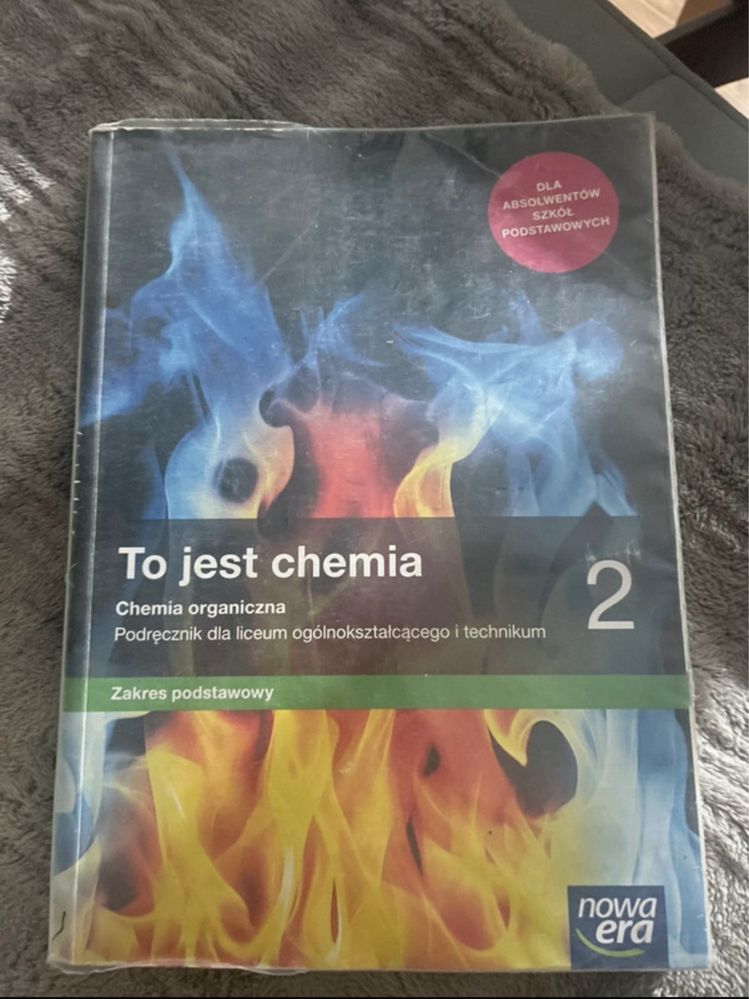 DLA
ABSOLWENTÓW
SZKÓŁ
PODSTAWOWYCH
To jest chemia
2
Chemia organiczna
Podręcznik dla liceum ogólnokształcącego i technikum
Zakres podstawowy
nowa
era